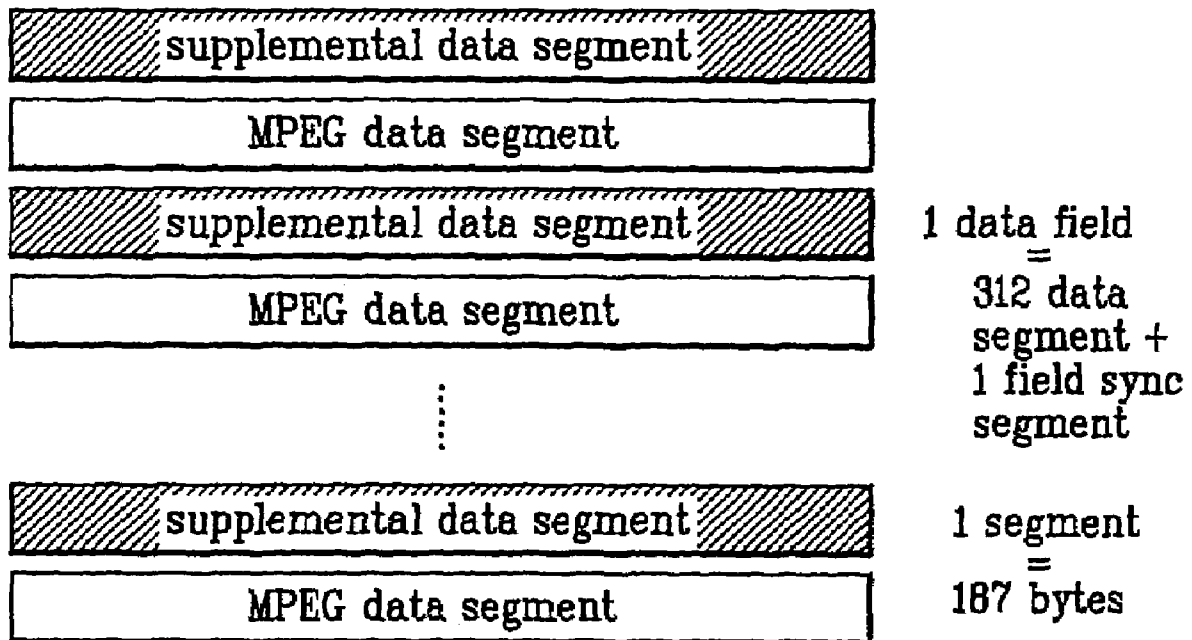 supplemental data segment
MPEG data segment
supplemental data segment
MPEG data segment
supplemental data segment
MPEG data segment
1 data field
=
312 data
segment +
1 field sync
segment
1 segment
=
187 bytes